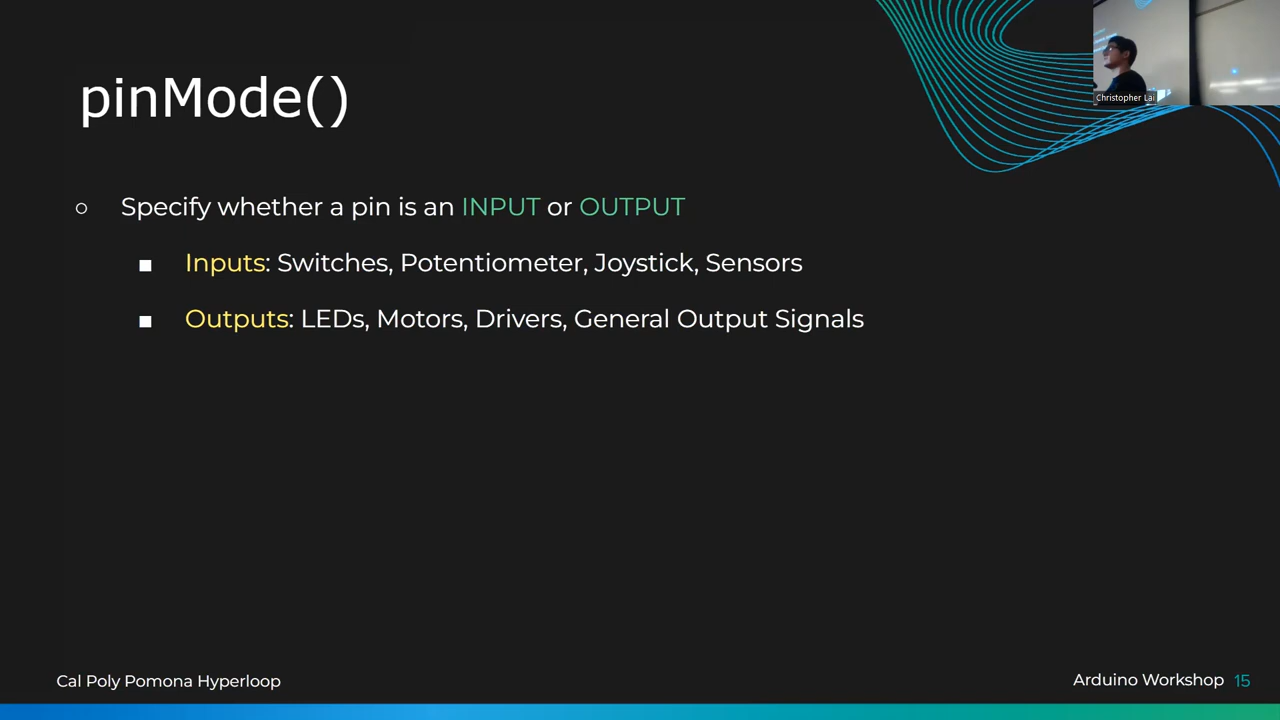 pinMode()
Christopher Lai
○ Specify whether a pin is an INPUT or OUTPUT
■ Inputs: Switches, Potentiometer, Joystick, Sensors
■ Outputs: LEDs, Motors, Drivers, General Output Signals
Cal Poly Pomona Hyperloop
Arduino Workshop 15